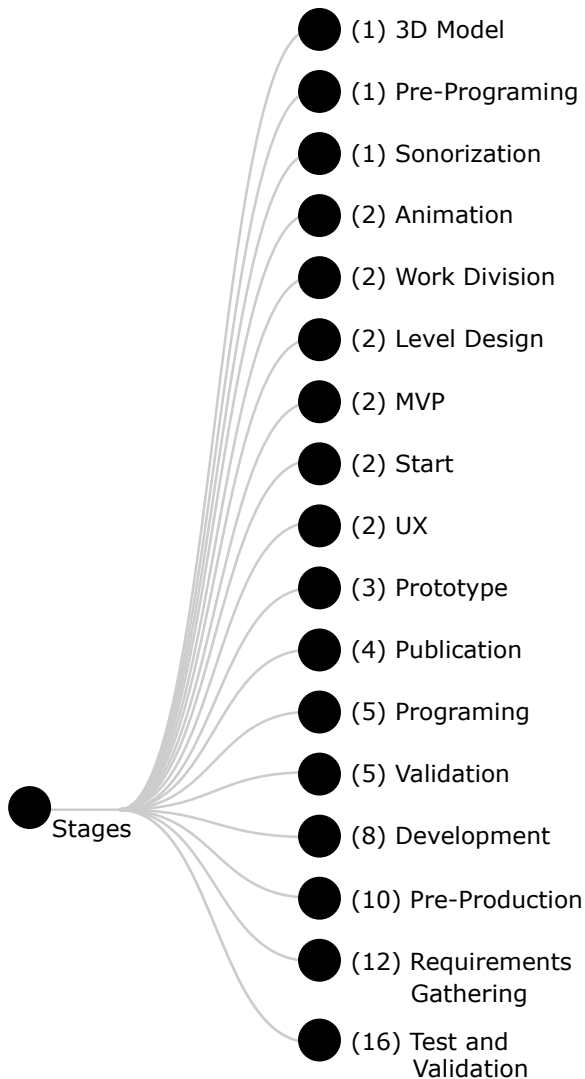 (1) 3D Model
(1) Pre-Programing
(1) Sonorization
(2) Animation
(2) Work Division
(2) Level Design
(2) MVP
(2) Start
(2) UX
(3) Prototype
(4) Publication
(5) Programing
(5) Validation
Stages
(8) Development
(10) Pre-Production
(12) Requirements
Gathering
(16) Test and
Validation